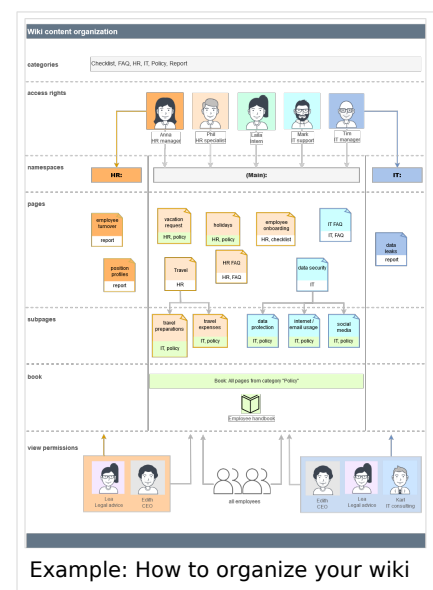 Wiki content organization
categories
Checklist, FAQ, HR, IT, Policy, Report
access rights
Anna
HR manager
Phil
HR specialist
Lalia
Intern
Mark
IT support
Tim
IT manager
namespaces
HR:
(Main):
IT:
pages
employee
turnover
report
vacation
request
HR, policy
holidays
HR, policy
employee
onboarding
HR, checklist
IT FAQ
IT, FAQ
data
leaks
report
position
profiles
report
Travel
HR
HR FAQ
HR, FAQ
data security
IT
subpages
travel
preparations
IT, policy
travel
expenses
IT, policy
data
protection
IT, policy
internet /
email usage
IT, policy
social
media
IT, policy
book
Book: All pages from category "Policy"
Employee handbook
view permissions
Lea
Legal advice
Edith
CEO
all employees
Edith
CEO
Lea
Legal advice
Karl
IT consulting
Example: How to organize your wiki